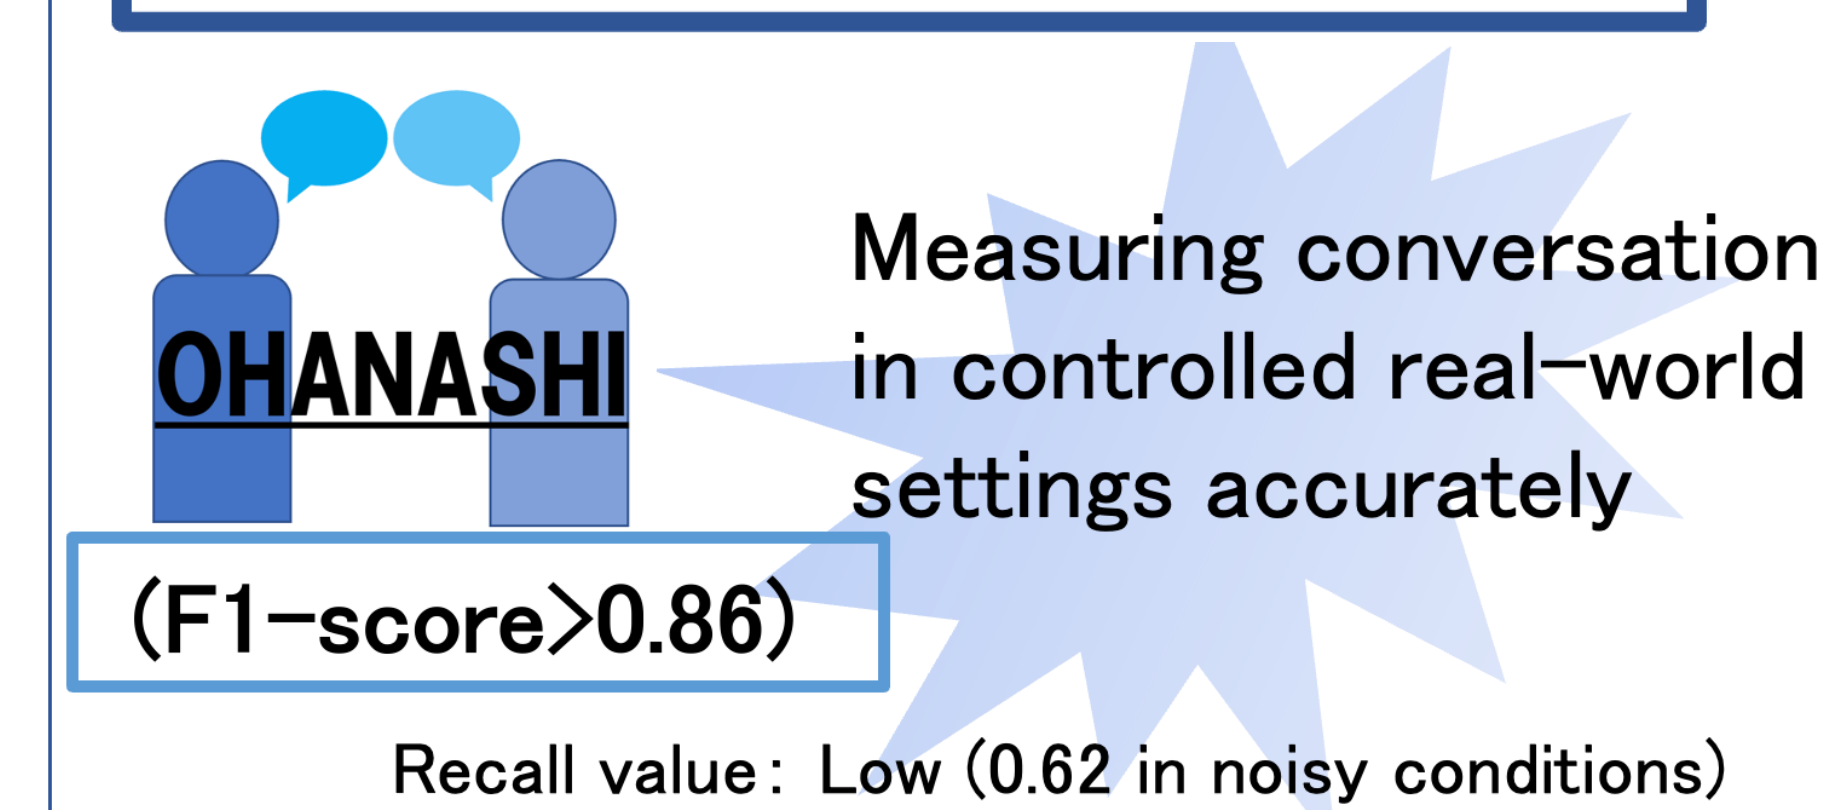 OHANASHI
Measuring conversation
in controlled real-world
settings accurately
(F1-score>0.86)
Recall value: Low (0.62 in noisy conditions)